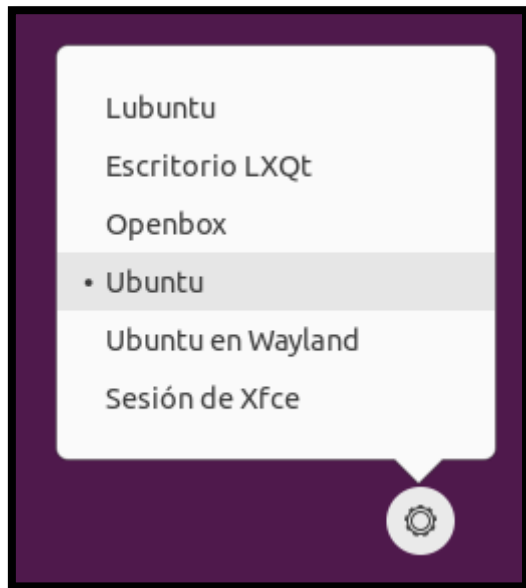 Lubuntu
Escritorio LXQt
Openbox
• Ubuntu
Ubuntu en Wayland
Sesión de Xfce